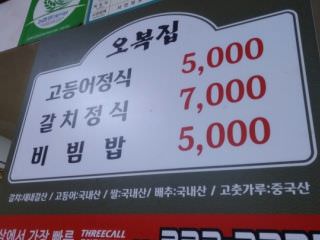 오복집
고등어정식 5,000
갈치정식 7,000
비빔밥 5,000
갈치:세네갈산 / 고등어:국내산 / 쌀:국내산 / 배추:국내산 / 고춧가루:중국산
THREECALL